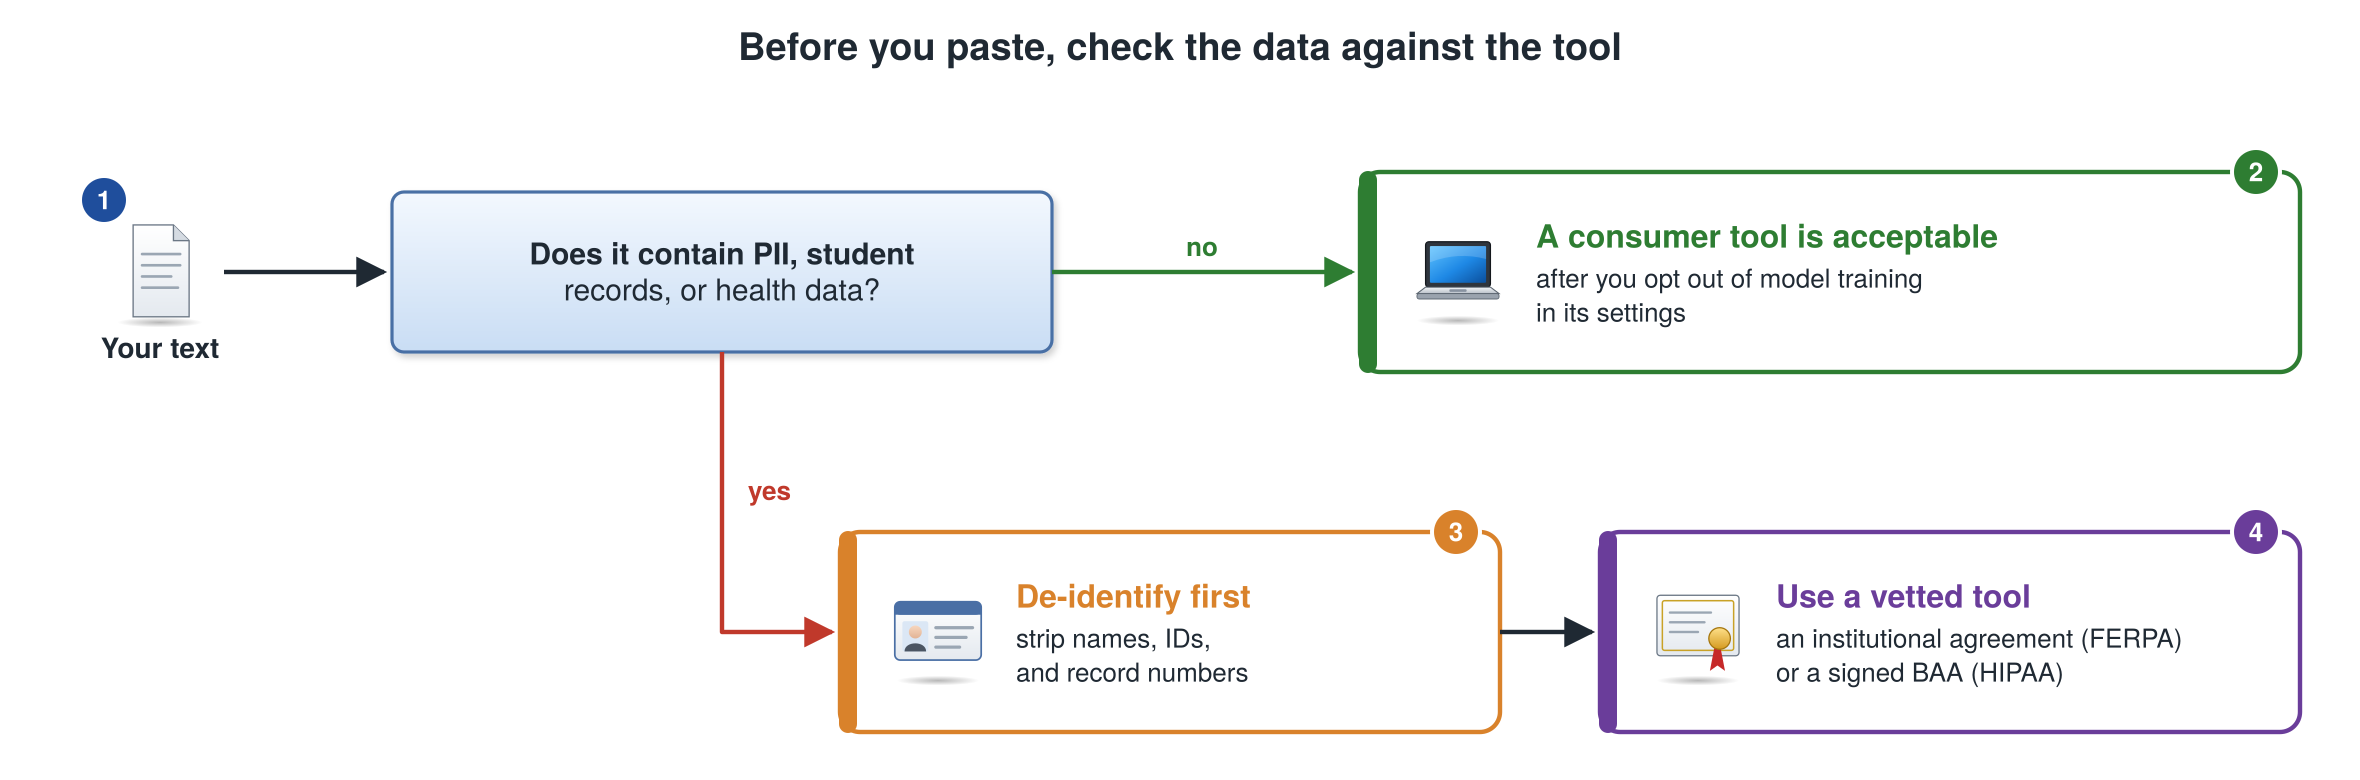 Before you paste, check the data against the tool
1
Your text
Does it contain PII, student
records, or health data?
no
2
A consumer tool is acceptable
after you opt out of model training
in its settings
yes
3
De-identify first
strip names, IDs,
and record numbers
4
Use a vetted tool
an institutional agreement (FERPA)
or a signed BAA (HIPAA)